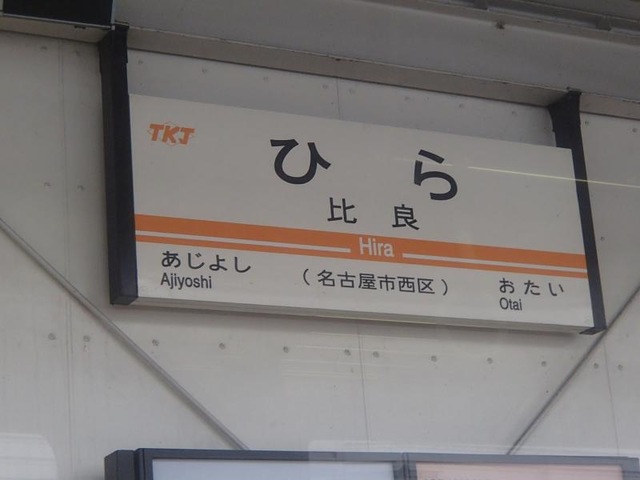 TKJ
ひら
比良
Hira
あじよし
Ajiyoshi
(名古屋市西区)
おたい
Otai